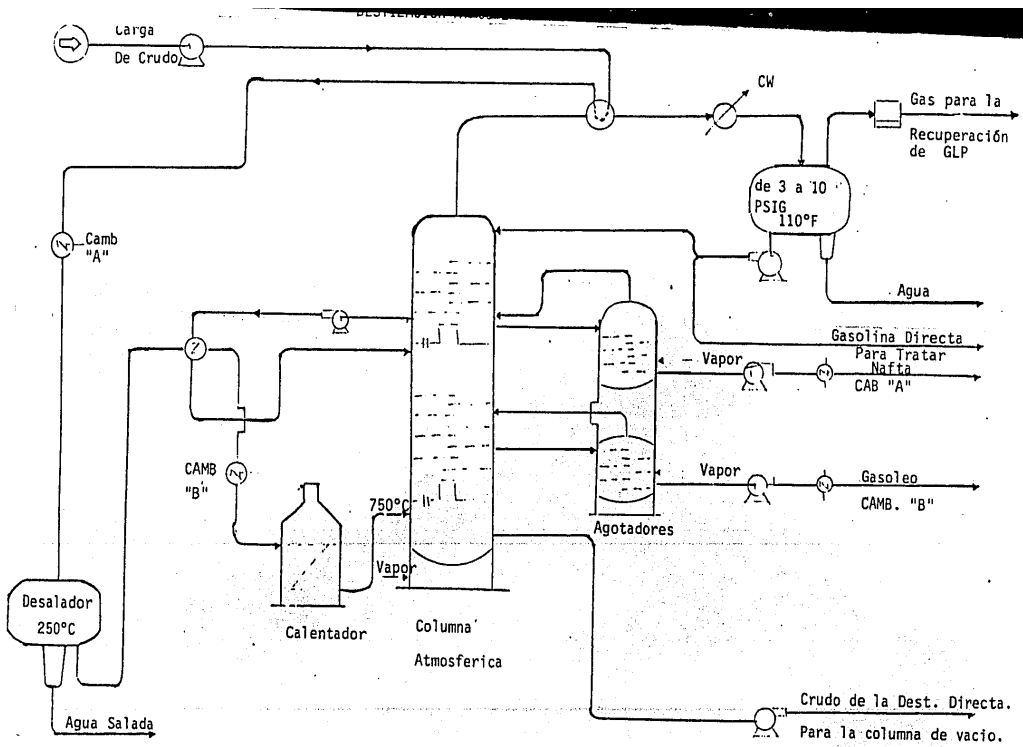 Carga
De Crudo
CW
Gas para la
Recuperación
de GLP
de 3 a 10
PSIG
110°F
Camb
"A"
Agua
Gasolina Directa
Para Tratar
Vapor
Nafta
CAB "A"
CAMB
"B"
750°C
Vapor
Gasoleo
CAMB. "B"
Agotadores
Vapor
Desalador
250°C
Calentador
Columna
Atmosferica
Agua Salada
Crudo de la Dest. Directa.
Para la columna de vacio.